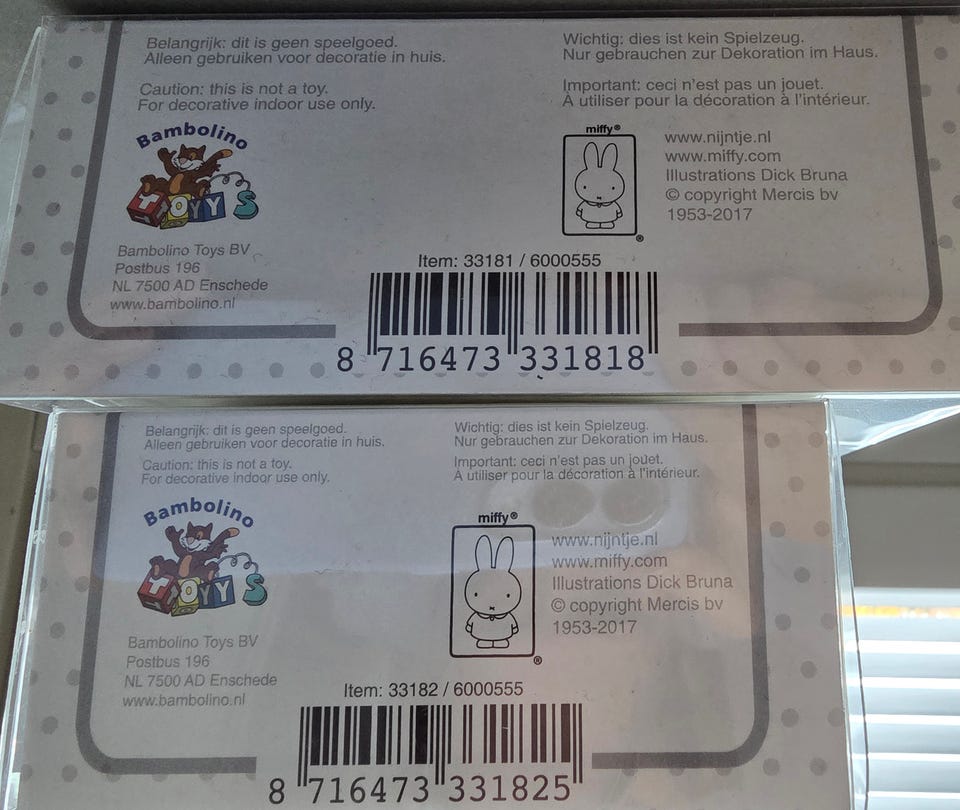 Belangrijk: dit is geen speelgoed.
Alleen gebruiken voor decoratie in huis.
Caution: this is not a toy.
For decorative indoor use only.
Wichtig: dies ist kein Spielzeug.
Nur gebrauchen zur Dekoration im Haus.
Important: ceci n'est pas un jouet.
À utiliser pour la décoration à l'intérieur.
Bambolino
TOYYS
Bambolino Toys BV
Postbus 196
NL 7500 AD Enschede
www.bambolino.nl
miffy®
®
www.nijntje.nl
www.miffy.com
Illustrations Dick Bruna
© copyright Mercis bv
1953-2017
Item: 33181 / 6000555
8 716473 331818
Belangrijk: dit is geen speelgoed.
Alleen gebruiken voor decoratie in huis.
Caution: this is not a toy.
For decorative indoor use only.
Wichtig: dies ist kein Spielzeug.
Nur gebrauchen zur Dekoration im Haus.
Important: ceci n'est pas un jouet.
À utiliser pour la décoration à l'intérieur.
Bambolino
TOYYS
Bambolino Toys BV
Postbus 196
NL 7500 AD Enschede
www.bambolino.nl
miffy®
®
www.nijntje.nl
www.miffy.com
Illustrations Dick Bruna
© copyright Mercis bv
1953-2017
Item: 33182 / 6000555
8 716473 331825